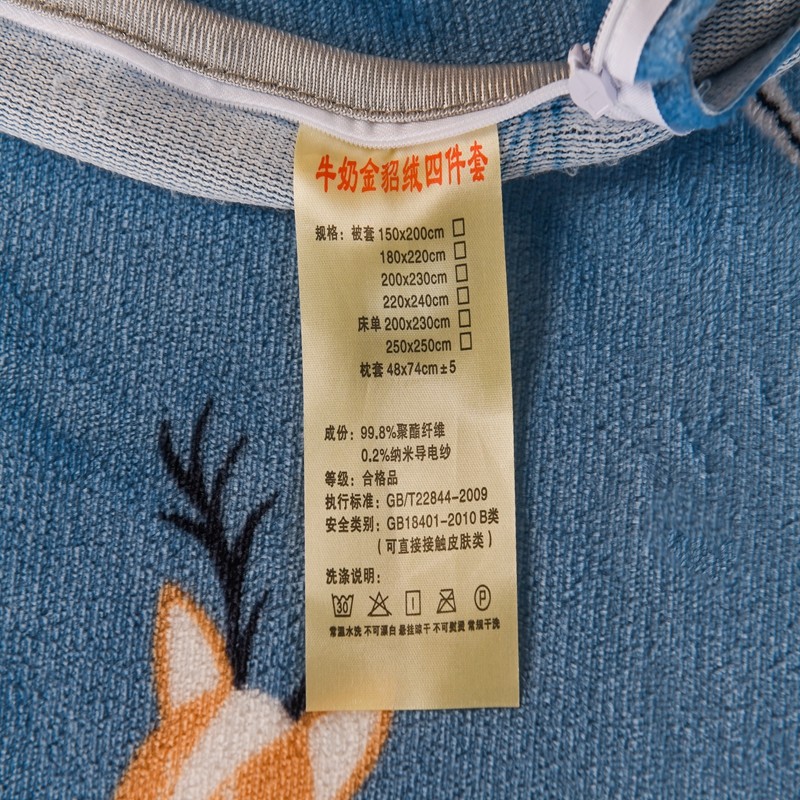 牛奶金貂绒四件套
规格：被套 150x200cm □
180x220cm □
200x230cm □
220x240cm □
床单 200x230cm □
250x250cm □
枕套 48x74cm±5
成份：99.8%聚酯纤维
0.2%纳米导电纱
等级：合格品
执行标准：GB/T22844-2009
安全类别：GB18401-2010 B类
（可直接接触皮肤类）
洗涤说明：
30 P
常温水洗 不可漂白 悬挂晾干 不可熨烫 常规干洗